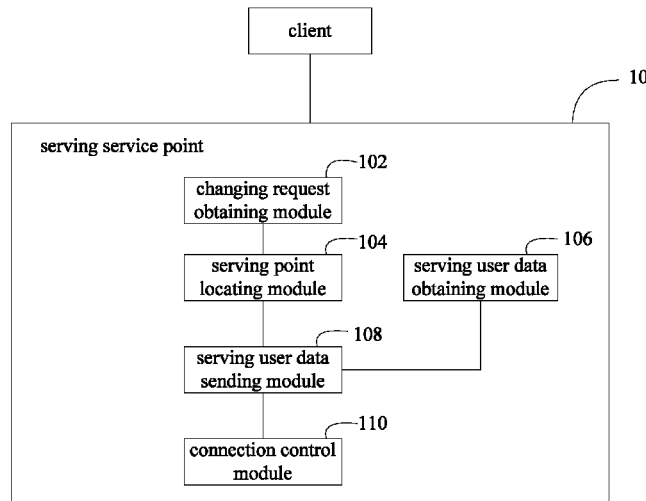 client
10
serving service point
102
changing request
obtaining module
104
106
serving point
locating module
serving user data
obtaining module
108
serving user data
sending module
110
connection control
module